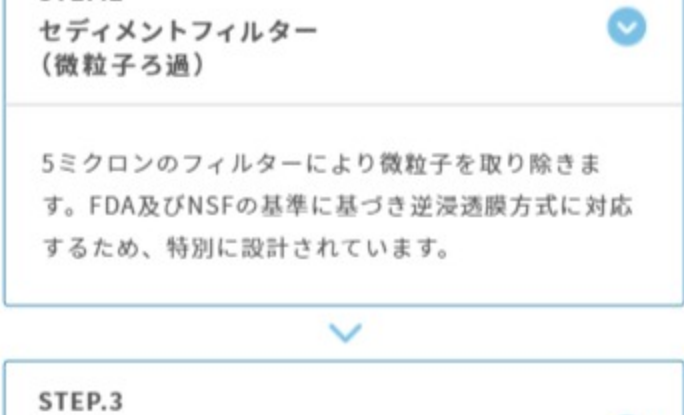 セディメントフィルター
（微粒子ろ過）
5ミクロンのフィルターにより微粒子を取り除きま
す。FDA及びNSFの基準に基づき逆浸透膜方式に対応
するため、特別に設計されています。
STEP.3